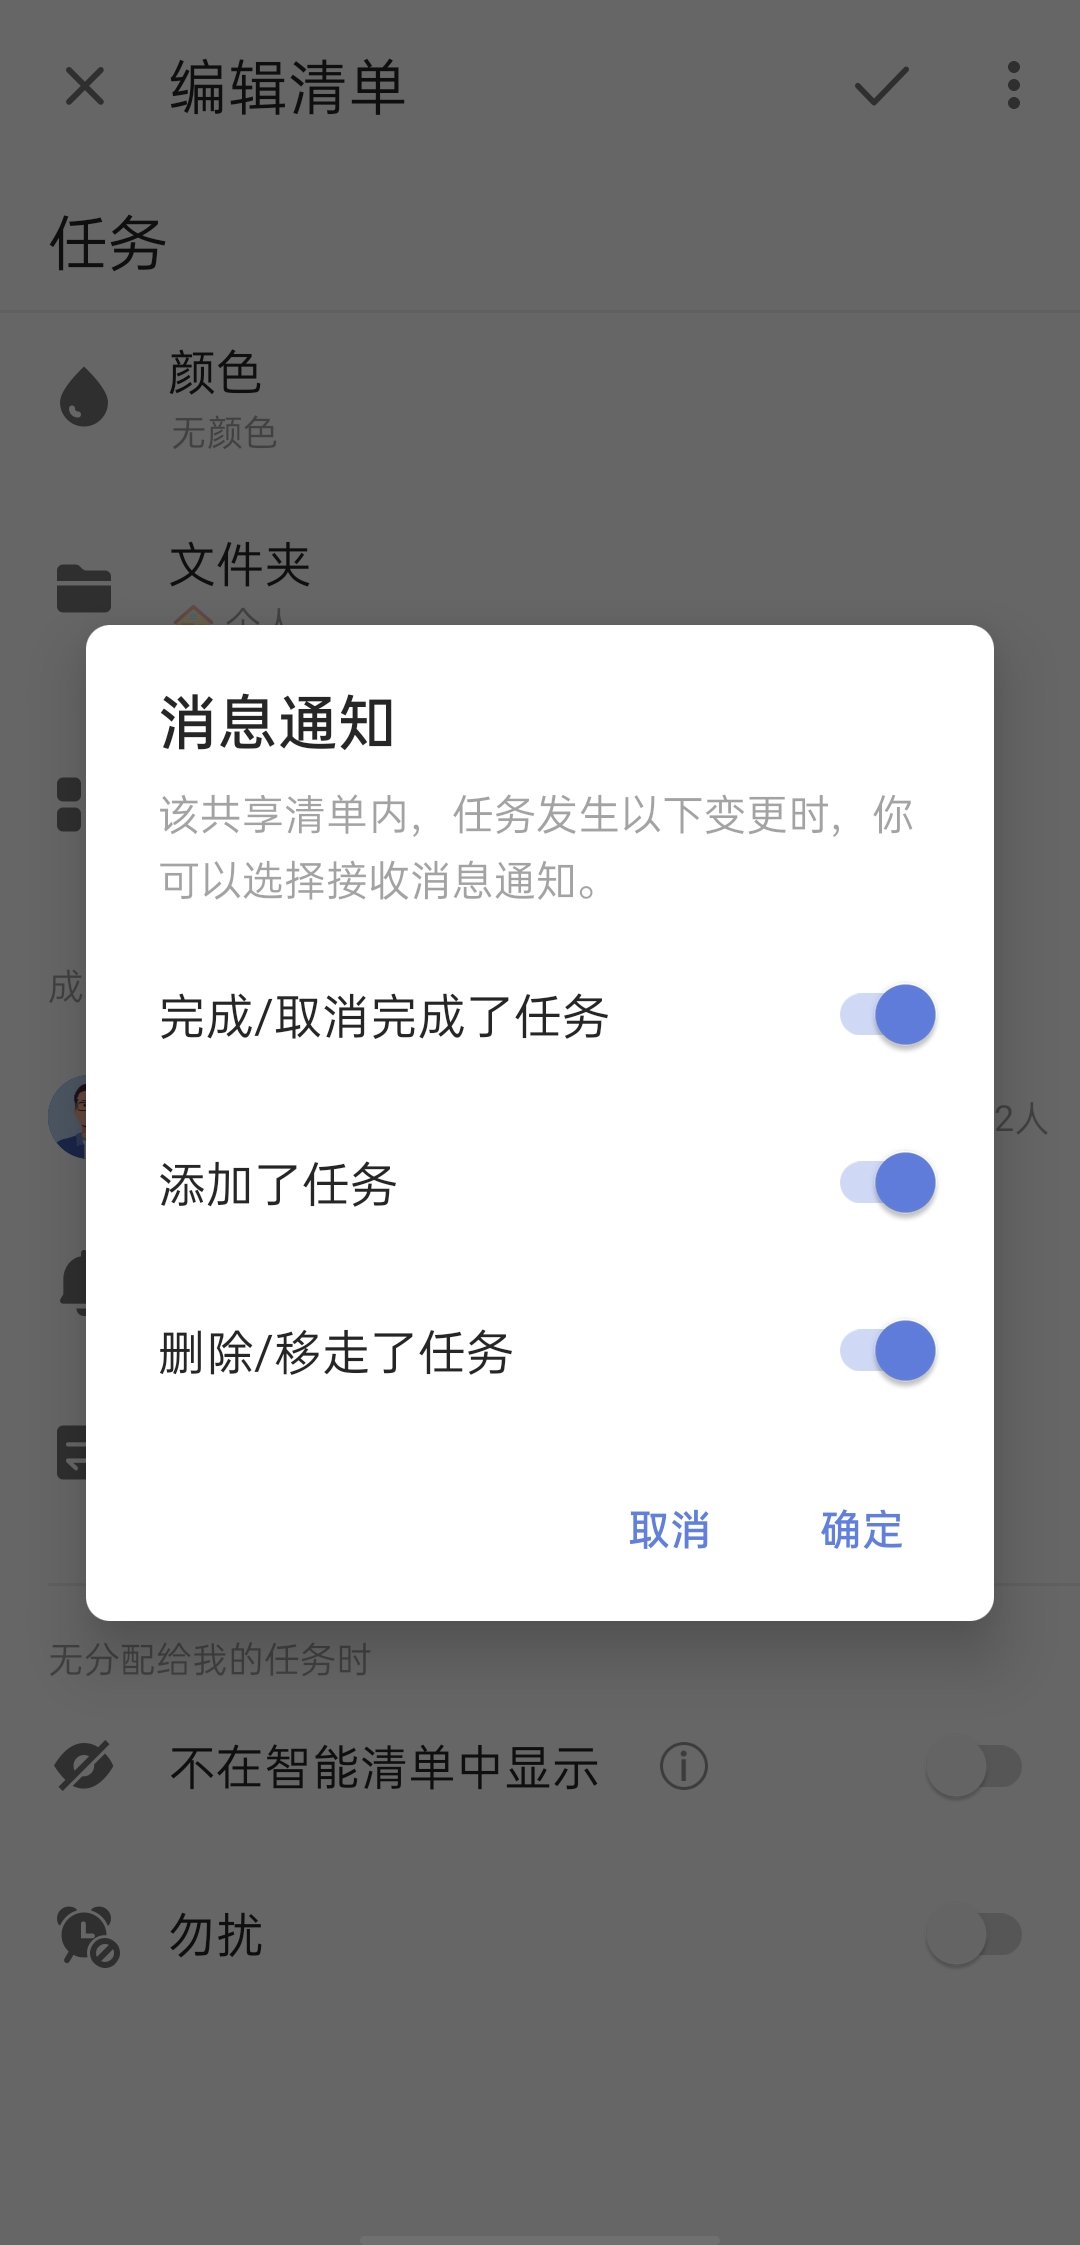 编辑清单
任务
颜色
无颜色
文件夹
个人
消息通知
该共享清单内，任务发生以下变更时，你
可以选择接收消息通知。
成
完成/取消完成了任务
2人
添加了任务
删除/移走了任务
取消
确定
无分配给我的任务时
不在智能清单中显示
勿扰